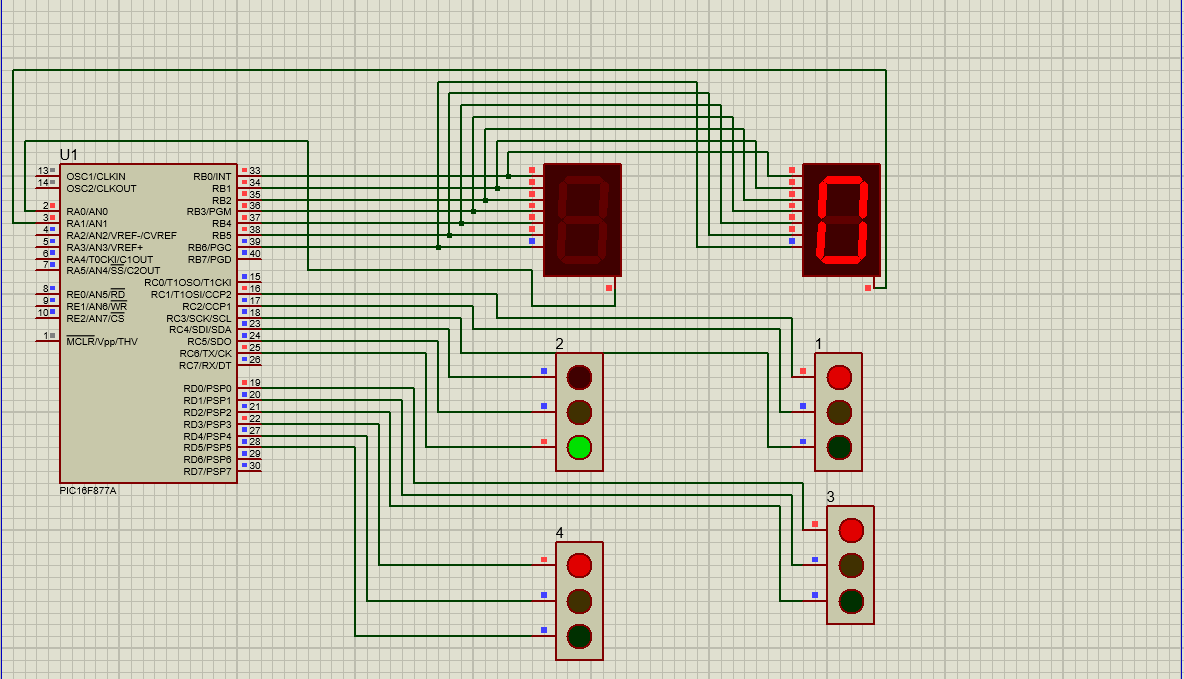 U1
13 OSC1/CLKIN
14 OSC2/CLKOUT
2 RA0/AN0
3 RA1/AN1
4 RA2/AN2/VREF-/CVREF
5 RA3/AN3/VREF+
6 RA4/T0CKI/C1OUT
7 RA5/AN4/SS/C2OUT
8 RE0/AN5/RD
9 RE1/AN6/WR
10 RE2/AN7/CS
1 MCLR/Vpp/THV
RB0/INT 33
RB1 34
RB2 35
RB3/PGM 36
RB4 37
RB5 38
RB6/PGC 39
RB7/PGD 40
RC0/T1OSO/T1CKI 15
RC1/T1OSI/CCP2 16
RC2/CCP1 17
RC3/SCK/SCL 18
RC4/SDI/SDA 23
RC5/SDO 24
RC6/TX/CK 25
RC7/RX/DT 26
RD0/PSP0 19
RD1/PSP1 20
RD2/PSP2 21
RD3/PSP3 22
RD4/PSP4 27
RD5/PSP5 28
RD6/PSP6 29
RD7/PSP7 30
PIC16F877A
0
2
1
3
4